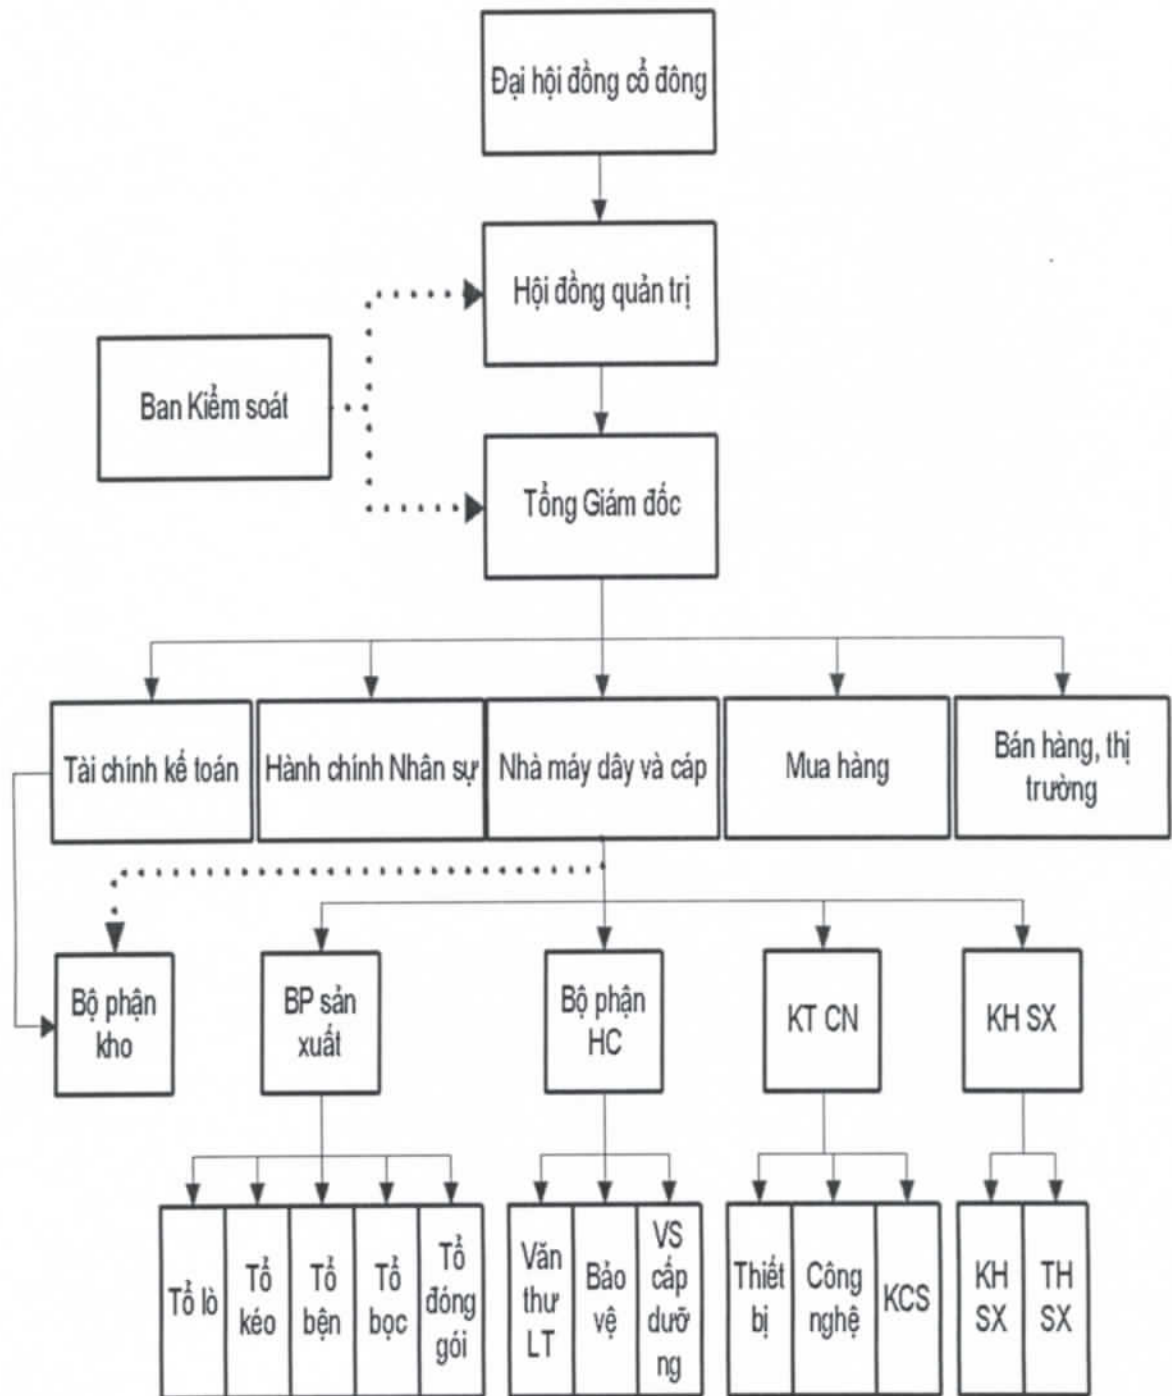 Đại hội đồng cổ đông
Hội đồng quản trị
Ban Kiểm soát
Tổng Giám đốc
Tài chính kế toán
Hành chính Nhân sự
Nhà máy dây và cáp
Mua hàng
Bán hàng, thị
trường
Bộ phận
kho
BP sản
xuất
Bộ phận
HC
KT CN
KH SX
Tổ lò
Tổ
kéo
Tổ
bện
Tổ
bọc
Tổ
đóng
gói
Văn
thư
LT
Bảo
vệ
VS
cấp
dưỡ
ng
Thiết
bị
Công
nghệ
KCS
KH
SX
TH
SX